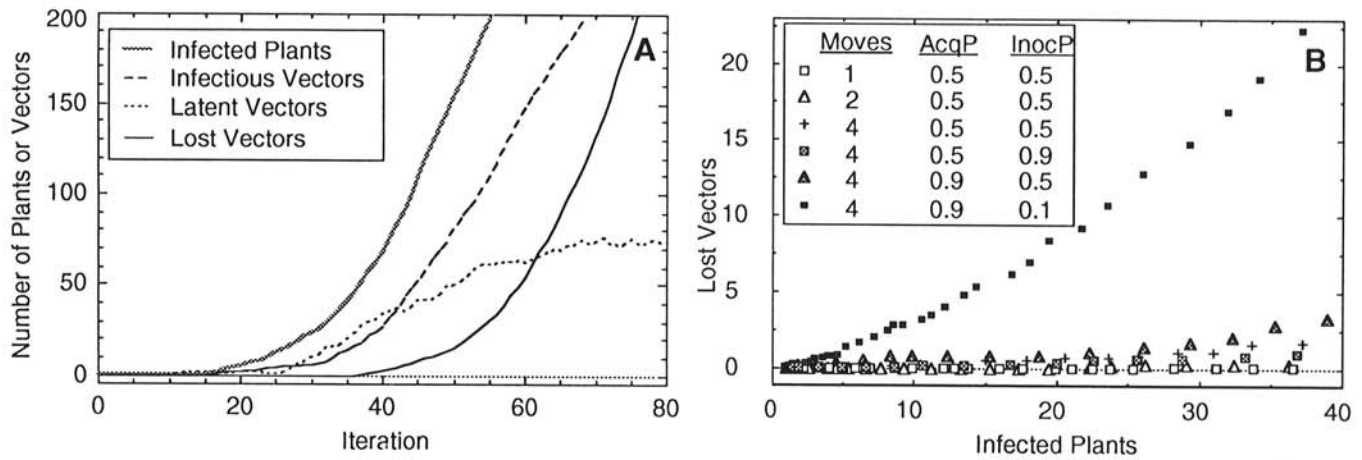 A
Infected Plants
Infectious Vectors
Latent Vectors
Lost Vectors
Number of Plants or Vectors
200
150
100
50
0
0 20 40 60 80
Iteration
B
Moves AcqP InocP
1 0.5 0.5
2 0.5 0.5
4 0.5 0.5
4 0.5 0.9
4 0.9 0.5
4 0.9 0.1
Lost Vectors
20
15
10
5
0
0 10 20 30 40
Infected Plants